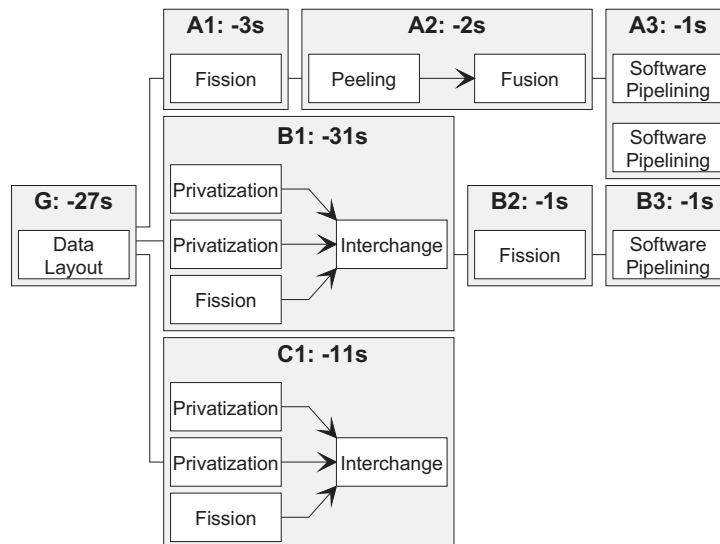 A1: -3s
Fission
A2: -2s
Peeling
Fusion
A3: -1s
Software
Pipelining
Software
Pipelining
G: -27s
Data
Layout
B1: -31s
Privatization
Privatization
Fission
Interchange
B2: -1s
Fission
B3: -1s
Software
Pipelining
C1: -11s
Privatization
Privatization
Fission
Interchange